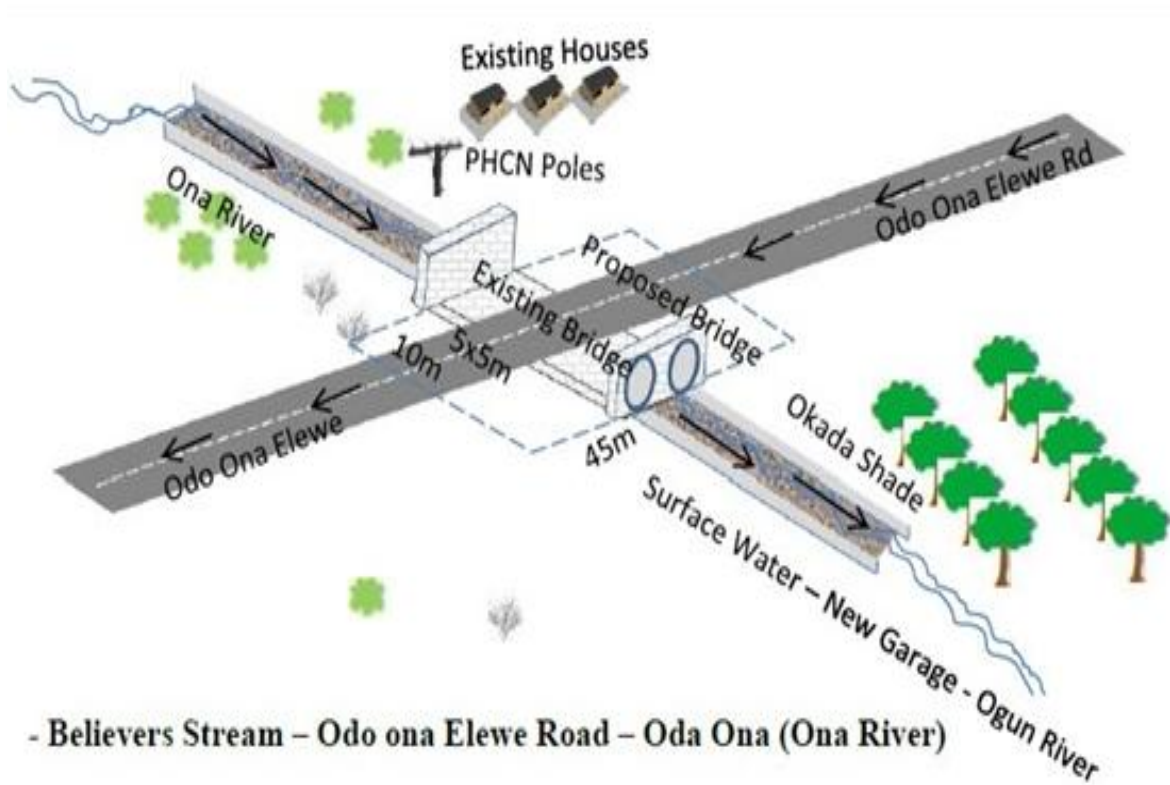 Existing Houses
PHCN Poles
Ona River
Odo Ona Elewe Rd
Proposed Bridge
Existing Bridge
5x5m
10m
Odo Ona Elewe
45m
Okada Shade
Surface Water – New Garage - Ogun River
- Believers Stream – Odo ona Elewe Road – Oda Ona (Ona River)